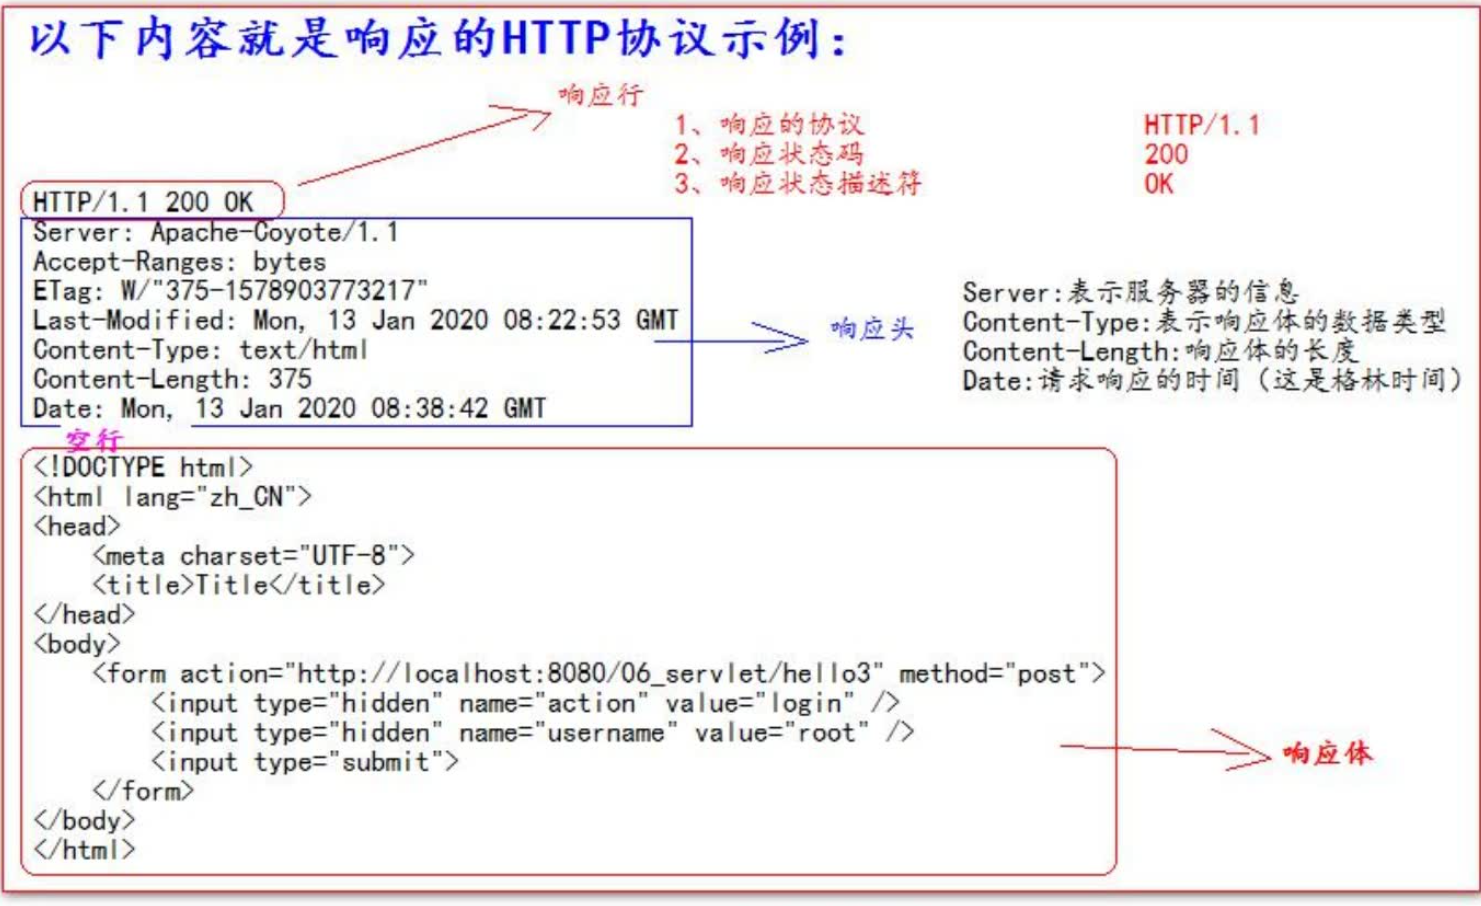 以下内容就是响应的HTTP协议示例：
响应行
1、响应的协议 HTTP/1.1
2、响应状态码 200
3、响应状态描述符 OK
HTTP/1.1 200 OK
Server: Apache-Coyote/1.1
Accept-Ranges: bytes
ETag: W/"375-1578903773217"
Last-Modified: Mon, 13 Jan 2020 08:22:53 GMT
Content-Type: text/html
Content-Length: 375
Date: Mon, 13 Jan 2020 08:38:42 GMT
响应头
Server:表示服务器的信息
Content-Type:表示响应体的数据类型
Content-Length:响应体的长度
Date:请求响应的时间（这是格林时间）
空行
<!DOCTYPE html>
<html lang="zh_CN">
<head>
    <meta charset="UTF-8">
    <title>Title</title>
</head>
<body>
    <form action="http://localhost:8080/06_servlet/hello3" method="post">
        <input type="hidden" name="action" value="login" />
        <input type="hidden" name="username" value="root" />
        <input type="submit">
    </form>
</body>
</html>
响应体